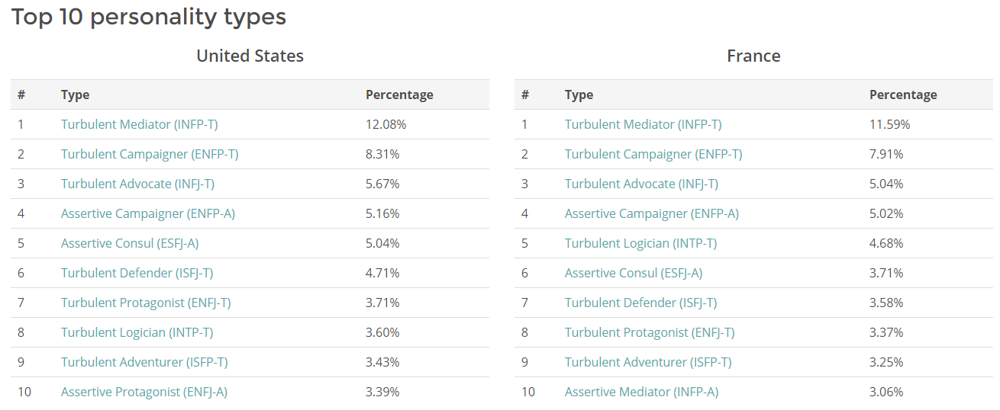 Top 10 personality types
United States
# Type Percentage
1 Turbulent Mediator (INFP-T) 12.08%
2 Turbulent Campaigner (ENFP-T) 8.31%
3 Turbulent Advocate (INFJ-T) 5.67%
4 Assertive Campaigner (ENFP-A) 5.16%
5 Assertive Consul (ESFJ-A) 5.04%
6 Turbulent Defender (ISFJ-T) 4.71%
7 Turbulent Protagonist (ENFJ-T) 3.71%
8 Turbulent Logician (INTP-T) 3.60%
9 Turbulent Adventurer (ISFP-T) 3.43%
10 Assertive Protagonist (ENFJ-A) 3.39%
France
# Type Percentage
1 Turbulent Mediator (INFP-T) 11.59%
2 Turbulent Campaigner (ENFP-T) 7.91%
3 Turbulent Advocate (INFJ-T) 5.04%
4 Assertive Campaigner (ENFP-A) 5.02%
5 Turbulent Logician (INTP-T) 4.68%
6 Assertive Consul (ESFJ-A) 3.71%
7 Turbulent Defender (ISFJ-T) 3.58%
8 Turbulent Protagonist (ENFJ-T) 3.37%
9 Turbulent Adventurer (ISFP-T) 3.25%
10 Assertive Mediator (INFP-A) 3.06%